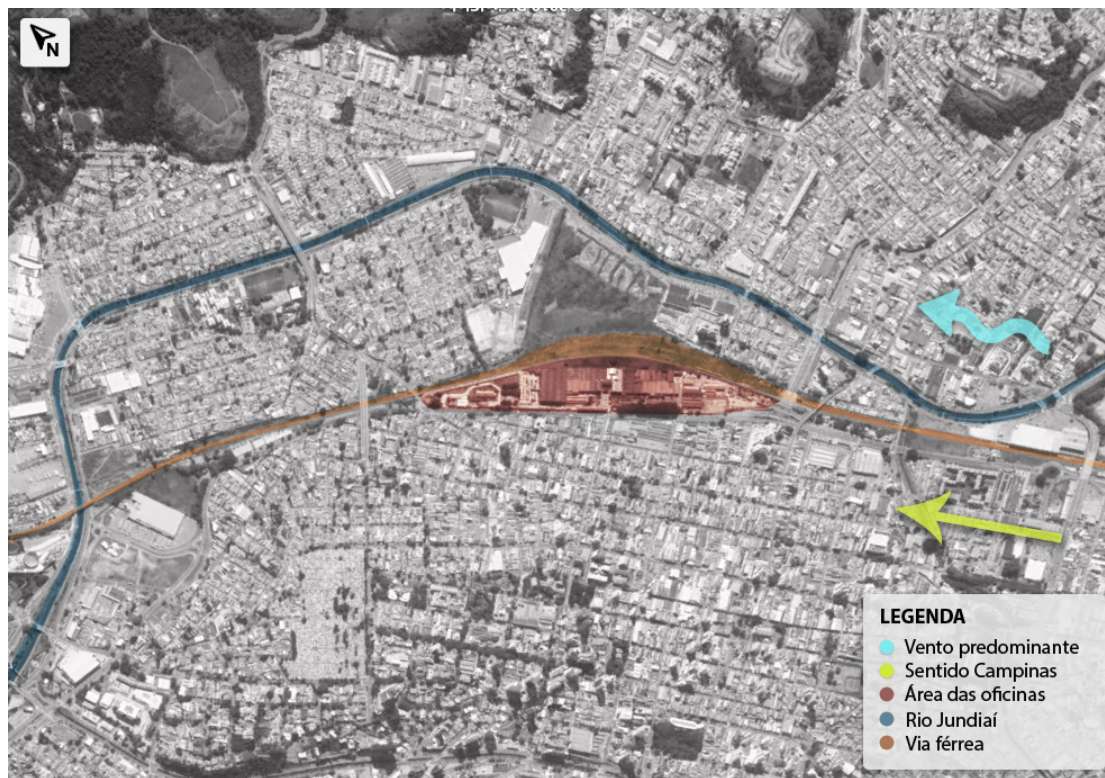 N
LEGENDA
Vento predominante
Sentido Campinas
Área das oficinas
Rio Jundiaí
Via férrea